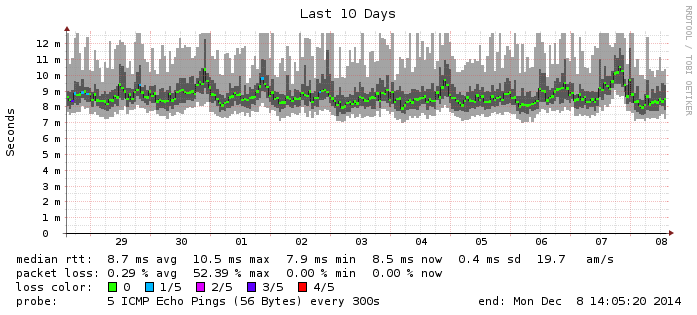 Last 10 Days
RRDTOOL / TOBI OETIKER
Seconds
12 m
11 m
10 m
9 m
8 m
7 m
6 m
5 m
4 m
3 m
2 m
1 m
0
29 30 01 02 03 04 05 06 07 08
median rtt: 8.7 ms avg 10.5 ms max 7.9 ms min 8.5 ms now 0.4 ms sd 19.7 am/s
packet loss: 0.29 % avg 52.39 % max 0.00 % min 0.00 % now
loss color: 0 1/5 2/5 3/5 4/5
probe: 5 ICMP Echo Pings (56 Bytes) every 300s end: Mon Dec 8 14:05:20 2014